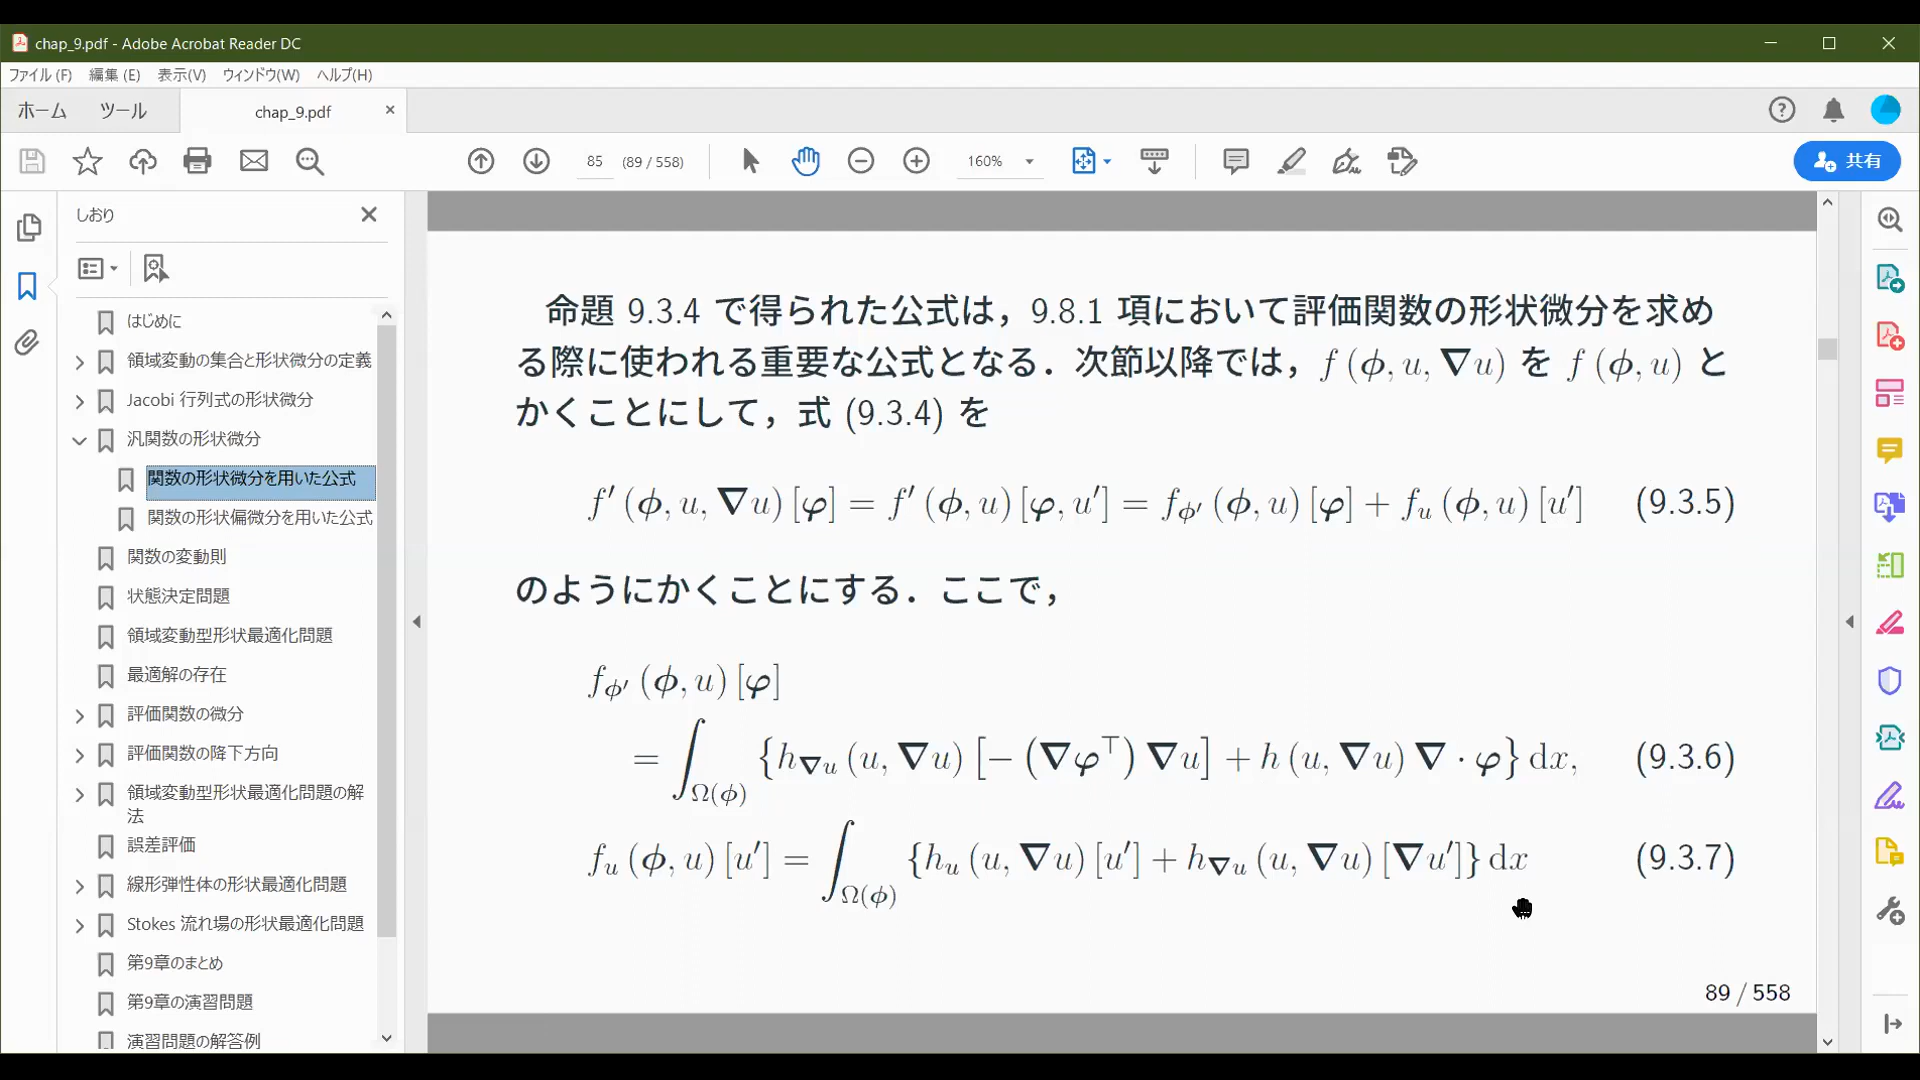 chap_9.pdf - Adobe Acrobat Reader DC
ファイル(F) 編集(E) 表示(V) ウィンドウ(W) ヘルプ(H)
ホーム ツール chap_9.pdf
85 (89 / 558) 160% 共有
しおり
はじめに
領域変動の集合と形状微分の定義
Jacobi 行列式の形状微分
汎関数の形状微分
関数の形状微分を用いた公式
関数の形状偏微分を用いた公式
関数の変動則
状態決定問題
領域変動型形状最適化問題
最適解の存在
評価関数の微分
評価関数の降下方向
領域変動型形状最適化問題の解
法
誤差評価
線形弾性体の形状最適化問題
Stokes 流れ場の形状最適化問題
第9章のまとめ
第9章の演習問題
演習問題の解答例
命題 9.3.4 で得られた公式は，9.8.1 項において評価関数の形状微分を求め
る際に使われる重要な公式となる．次節以降では，f (ϕ, u, ∇u) を f (ϕ, u) と
かくことにして，式 (9.3.4) を
f′ (ϕ, u, ∇u) [φ] = f′ (ϕ, u) [φ, u′] = f_{ϕ′} (ϕ, u) [φ] + f_u (ϕ, u) [u′] (9.3.5)
のようにかくことにする．ここで，
f_{ϕ′} (ϕ, u) [φ]
= ∫_{Ω(ϕ)} {h_{∇u} (u, ∇u) [− (∇φ^⊤) ∇u] + h (u, ∇u) ∇ · φ} dx, (9.3.6)
f_u (ϕ, u) [u′] = ∫_{Ω(ϕ)} {h_u (u, ∇u) [u′] + h_{∇u} (u, ∇u) [∇u′]} dx (9.3.7)
89 / 558